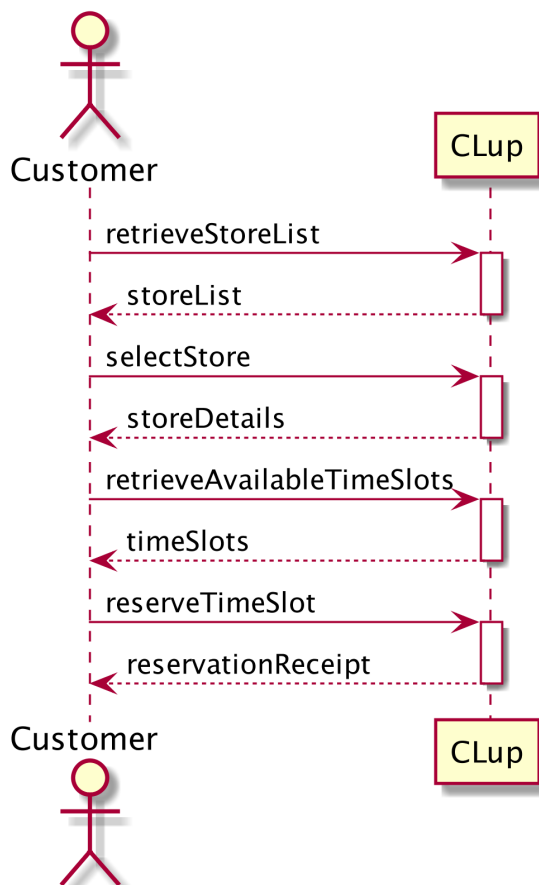 Customer
CLup
retrieveStoreList
storeList
selectStore
storeDetails
retrieveAvailableTimeSlots
timeSlots
reserveTimeSlot
reservationReceipt
Customer
CLup